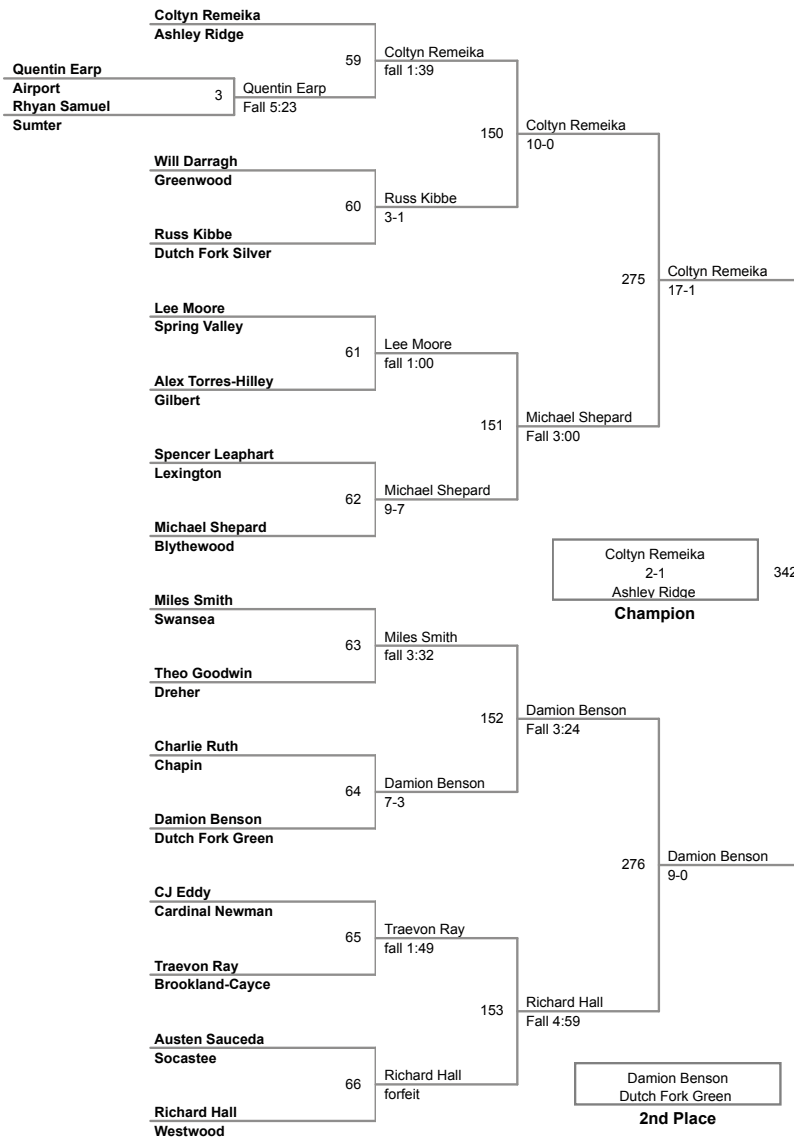 Coltyn Remeika
Ashley Ridge
59
Coltyn Remeika
fall 1:39
Quentin Earp
Airport
3
Quentin Earp
Fall 5:23
Rhyan Samuel
Sumter
150
Coltyn Remeika
10-0
Will Darragh
Greenwood
60
Russ Kibbe
3-1
Russ Kibbe
Dutch Fork Silver
275
Coltyn Remeika
17-1
Lee Moore
Spring Valley
61
Lee Moore
fall 1:00
Alex Torres-Hilley
Gilbert
151
Michael Shepard
Fall 3:00
Spencer Leaphart
Lexington
62
Michael Shepard
9-7
Michael Shepard
Blythewood
Coltyn Remeika
2-1
Ashley Ridge
342
Champion
Miles Smith
Swansea
63
Miles Smith
fall 3:32
Theo Goodwin
Dreher
152
Damion Benson
Fall 3:24
Charlie Ruth
Chapin
64
Damion Benson
7-3
Damion Benson
Dutch Fork Green
276
Damion Benson
9-0
CJ Eddy
Cardinal Newman
65
Traevon Ray
fall 1:49
Traevon Ray
Brookland-Cayce
153
Richard Hall
Fall 4:59
Austen Sauceda
Socastee
66
Richard Hall
forfeit
Richard Hall
Westwood
Damion Benson
Dutch Fork Green
2nd Place